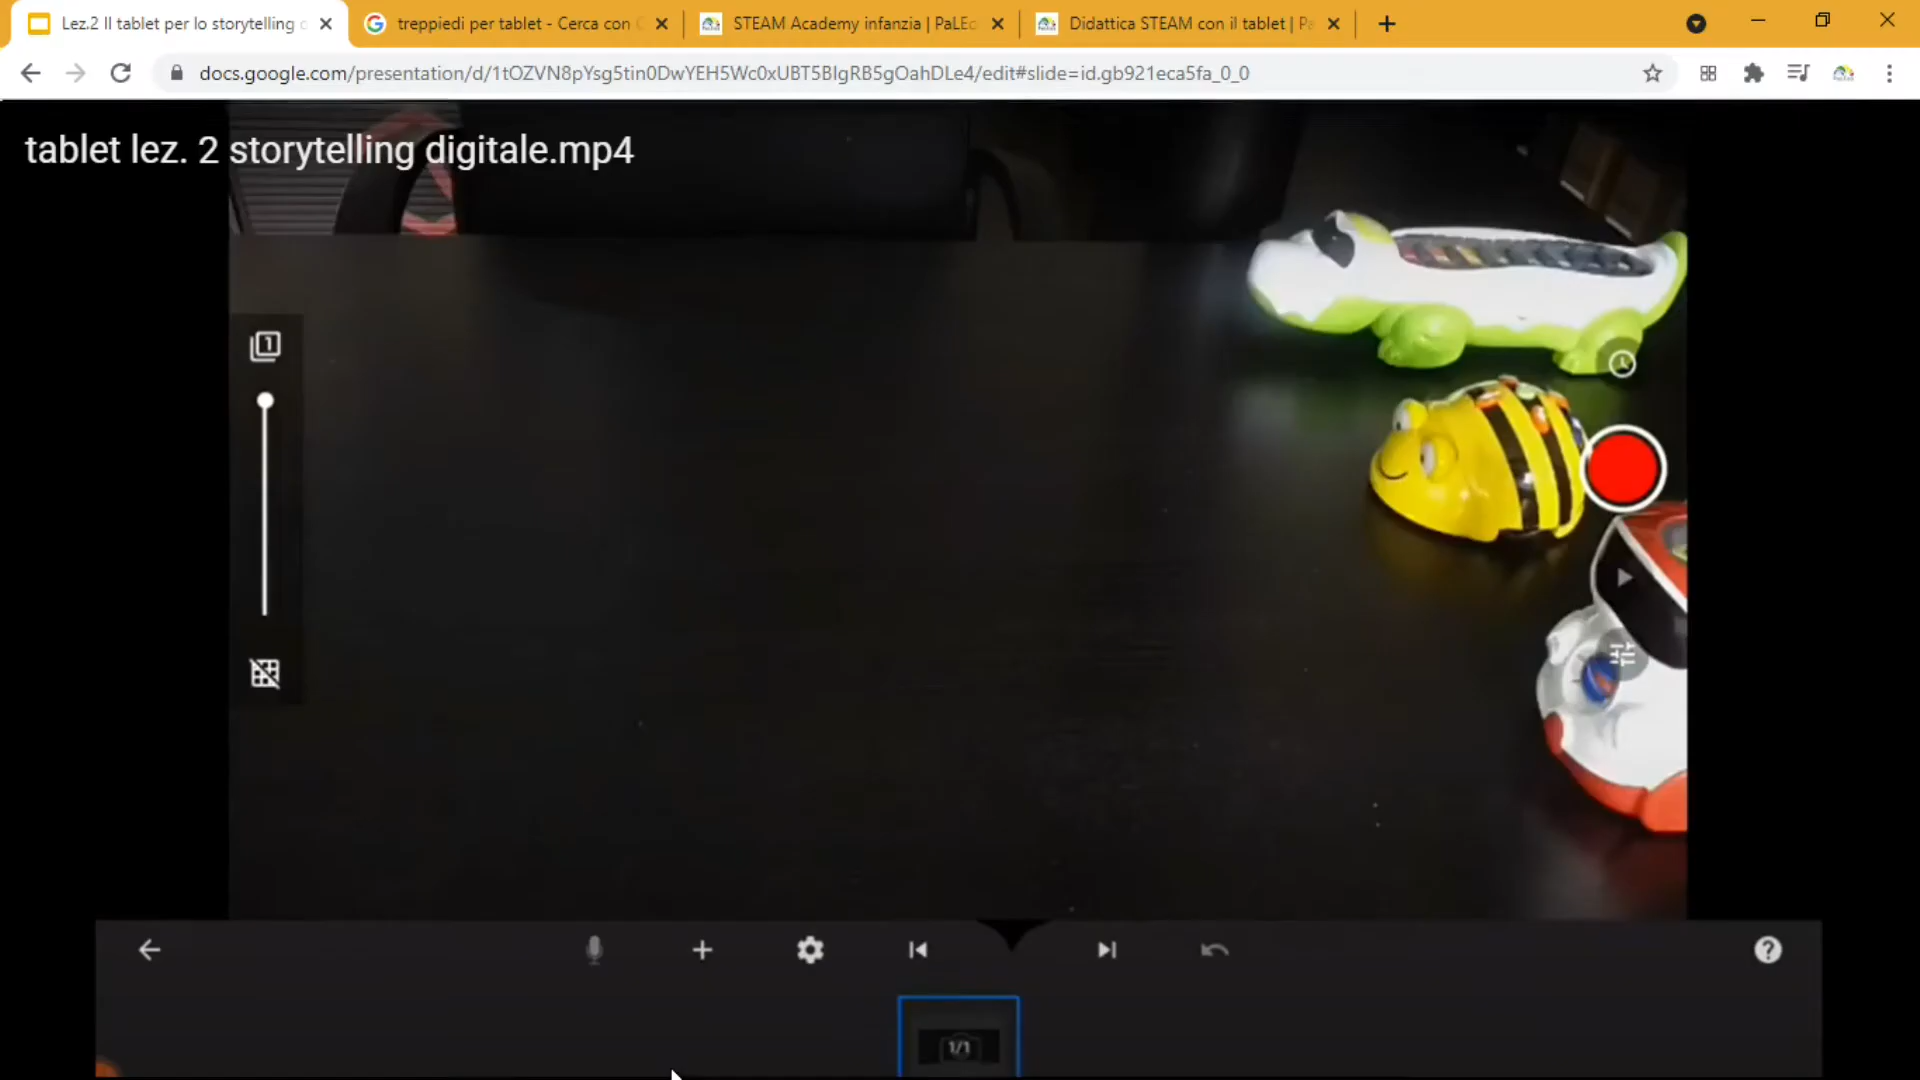 Lez.2 Il tablet per lo storytelling
treppiedi per tablet - Cerca con
STEAM Academy infanzia | PaLEd
Didattica STEAM con il tablet | Pa
docs.google.com/presentation/d/1tOZVN8pYsg5tin0DwYEH5Wc0xUBT5BIgRB5gOahDLe4/edit#slide=id.gb921eca5fa_0_0
tablet lez. 2 storytelling digitale.mp4
1
1/1